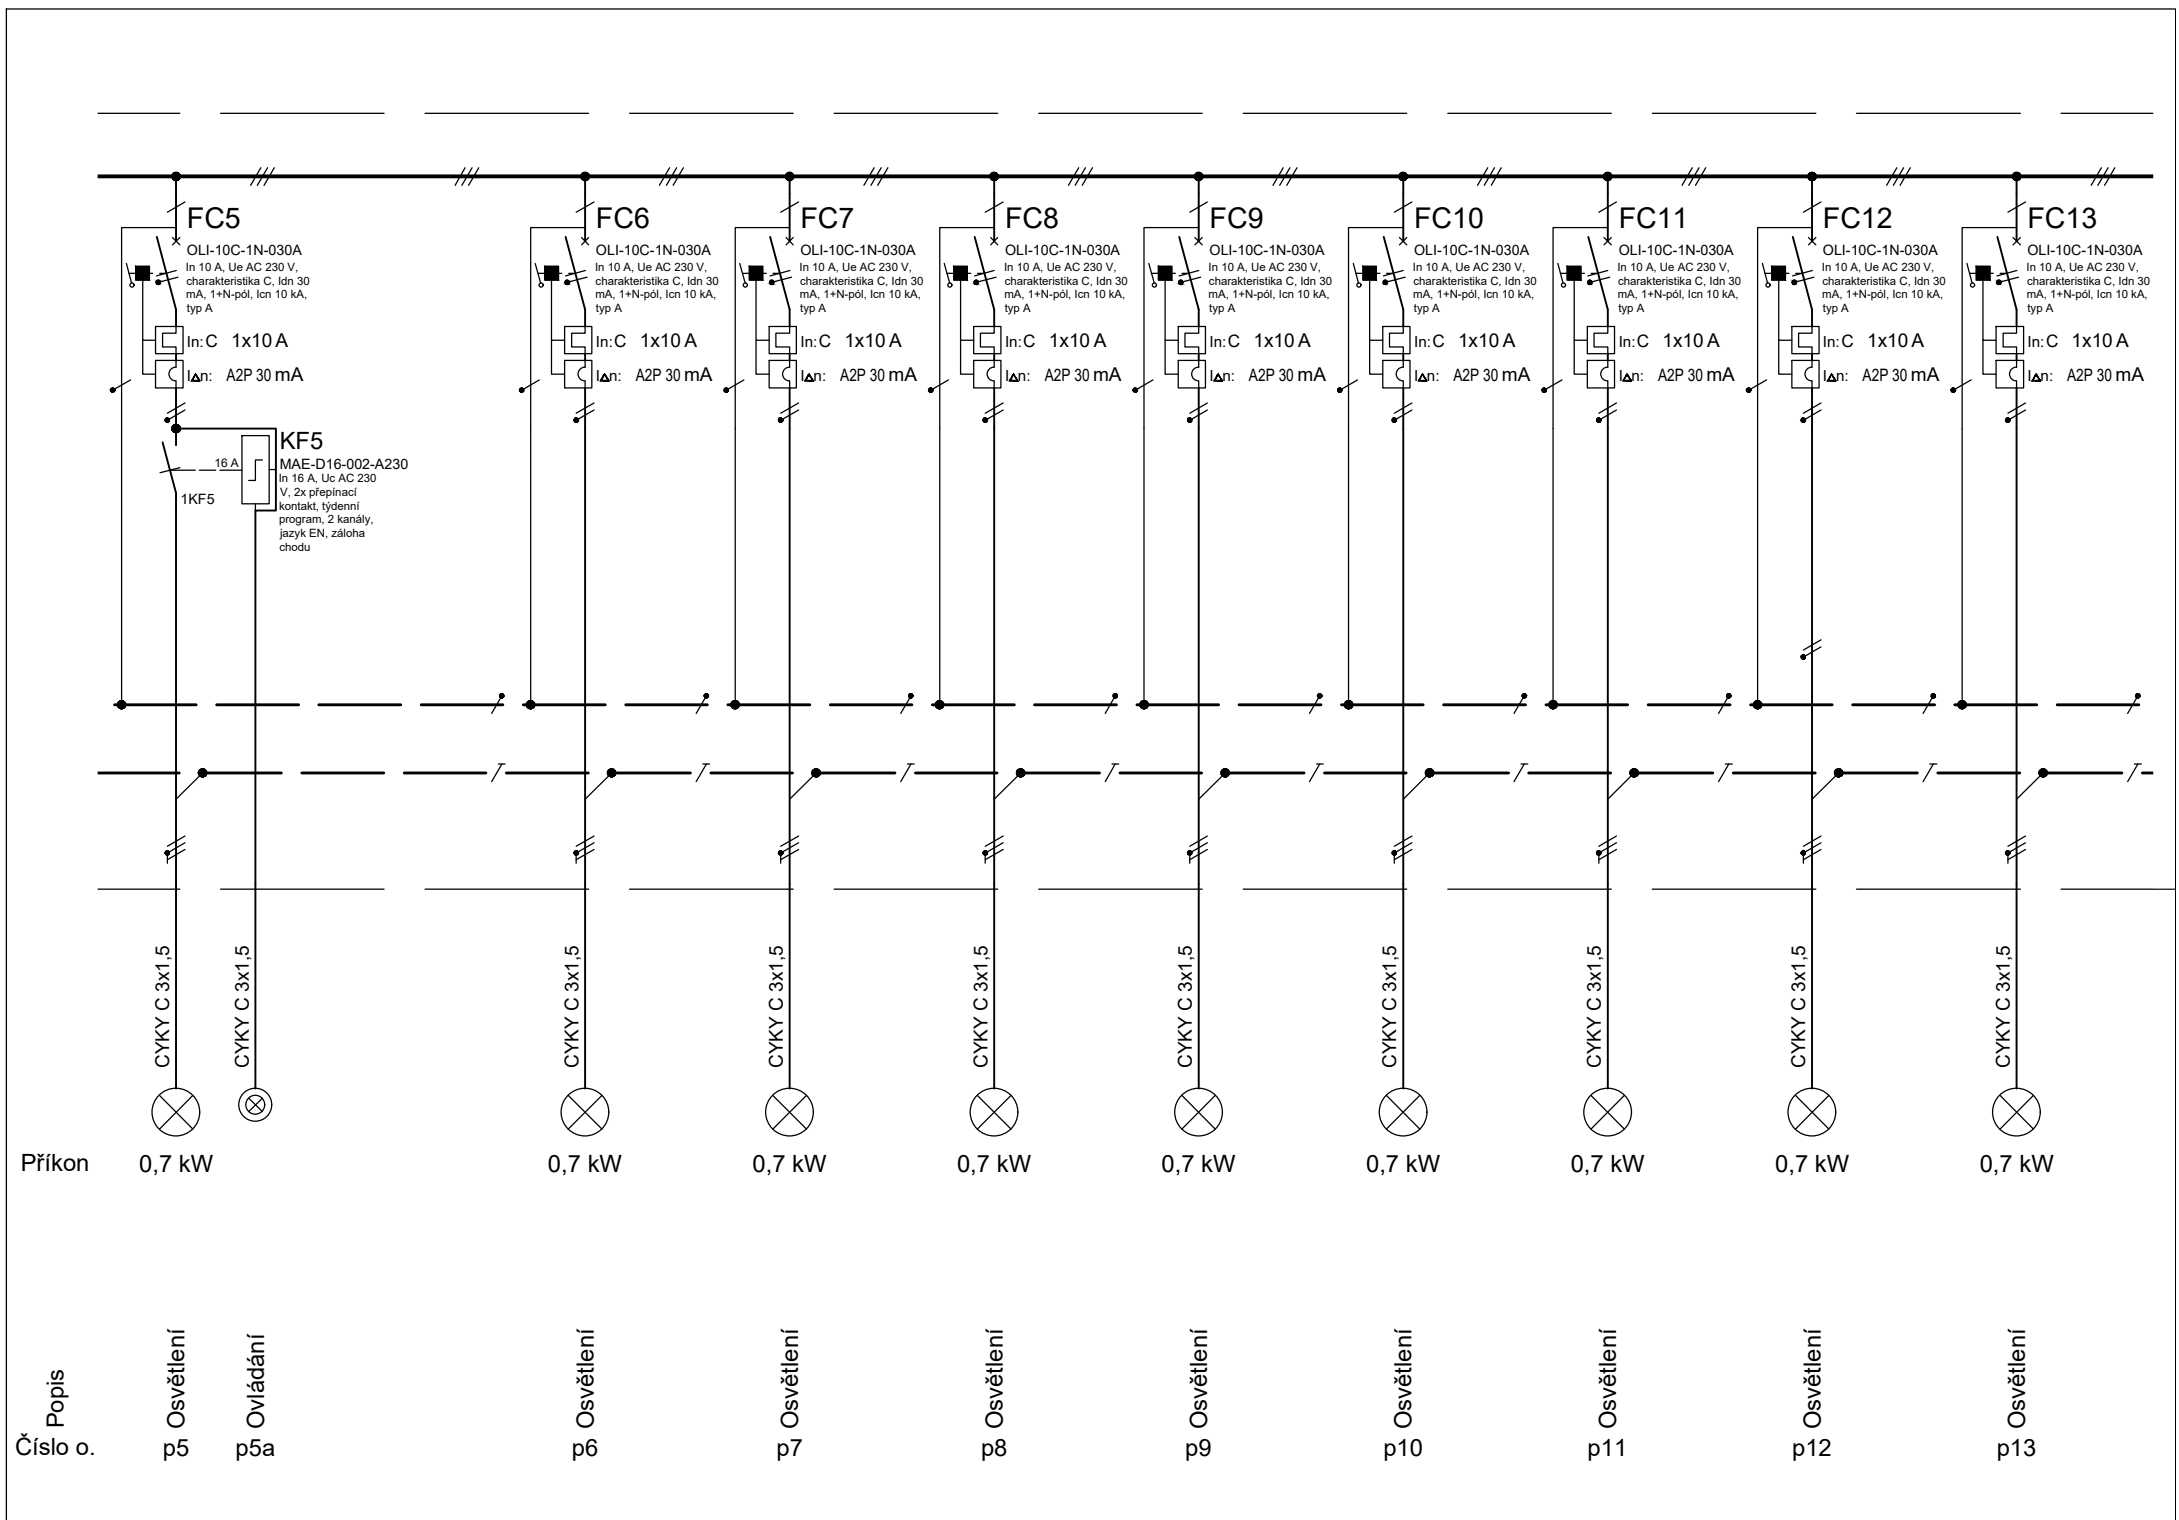 FC5
OLI-10C-1N-030A
In 10 A, Ue AC 230 V,
charakteristika C, Idn 30
mA, 1+N-pól, Icn 10 kA,
typ A
In: C 1x10 A
I∆n: A2P 30 mA
KF5
16 A
MAE-D16-002-A230
In 16 A, Uc AC 230
V, 2x přepínací
kontakt, týdenní
program, 2 kanály,
jazyk EN, záloha
chodu
1KF5
FC6
OLI-10C-1N-030A
In 10 A, Ue AC 230 V,
charakteristika C, Idn 30
mA, 1+N-pól, Icn 10 kA,
typ A
In: C 1x10 A
I∆n: A2P 30 mA
FC7
OLI-10C-1N-030A
In 10 A, Ue AC 230 V,
charakteristika C, Idn 30
mA, 1+N-pól, Icn 10 kA,
typ A
In: C 1x10 A
I∆n: A2P 30 mA
FC8
OLI-10C-1N-030A
In 10 A, Ue AC 230 V,
charakteristika C, Idn 30
mA, 1+N-pól, Icn 10 kA,
typ A
In: C 1x10 A
I∆n: A2P 30 mA
FC9
OLI-10C-1N-030A
In 10 A, Ue AC 230 V,
charakteristika C, Idn 30
mA, 1+N-pól, Icn 10 kA,
typ A
In: C 1x10 A
I∆n: A2P 30 mA
FC10
OLI-10C-1N-030A
In 10 A, Ue AC 230 V,
charakteristika C, Idn 30
mA, 1+N-pól, Icn 10 kA,
typ A
In: C 1x10 A
I∆n: A2P 30 mA
FC11
OLI-10C-1N-030A
In 10 A, Ue AC 230 V,
charakteristika C, Idn 30
mA, 1+N-pól, Icn 10 kA,
typ A
In: C 1x10 A
I∆n: A2P 30 mA
FC12
OLI-10C-1N-030A
In 10 A, Ue AC 230 V,
charakteristika C, Idn 30
mA, 1+N-pól, Icn 10 kA,
typ A
In: C 1x10 A
I∆n: A2P 30 mA
FC13
OLI-10C-1N-030A
In 10 A, Ue AC 230 V,
charakteristika C, Idn 30
mA, 1+N-pól, Icn 10 kA,
typ A
In: C 1x10 A
I∆n: A2P 30 mA
CYKY C 3x1,5
CYKY C 3x1,5
CYKY C 3x1,5
CYKY C 3x1,5
CYKY C 3x1,5
CYKY C 3x1,5
CYKY C 3x1,5
CYKY C 3x1,5
CYKY C 3x1,5
CYKY C 3x1,5
Příkon 0,7 kW 0,7 kW 0,7 kW 0,7 kW 0,7 kW 0,7 kW 0,7 kW 0,7 kW 0,7 kW
Popis
Osvětlení
Ovládání
Osvětlení
Osvětlení
Osvětlení
Osvětlení
Osvětlení
Osvětlení
Osvětlení
Osvětlení
Číslo o. p5 p5a p6 p7 p8 p9 p10 p11 p12 p13